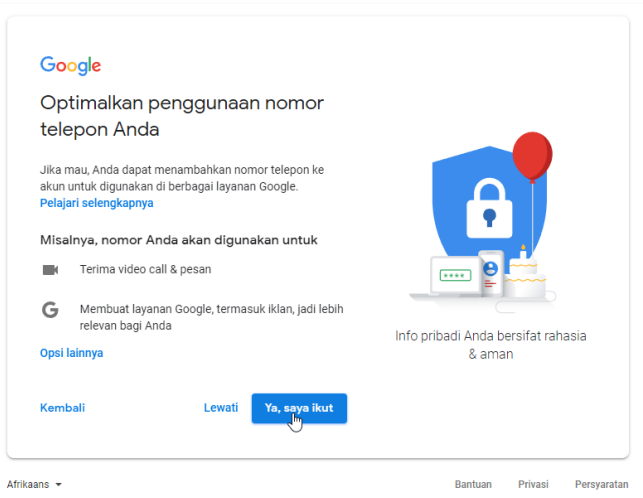 Google
Optimalkan penggunaan nomor
telepon Anda
Jika mau, Anda dapat menambahkan nomor telepon ke
akun untuk digunakan di berbagai layanan Google.
Pelajari selengkapnya
Misalnya, nomor Anda akan digunakan untuk
Terima video call & pesan
G
Membuat layanan Google, termasuk iklan, jadi lebih
relevan bagi Anda
Opsi lainnya
Kembali
Lewati
Ya, saya ikut
****
Info pribadi Anda bersifat rahasia
& aman
Afrikaans
Bantuan
Privasi
Persyaratan